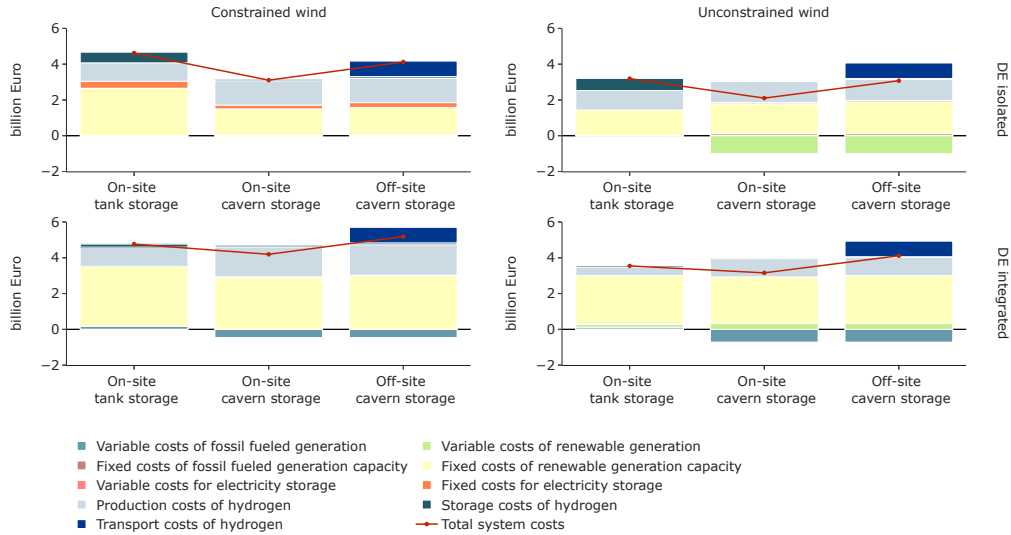 Constrained wind
Unconstrained wind
6
4
2
0
−2
billion Euro
On-site
tank storage
On-site
cavern storage
Off-site
cavern storage
6
4
2
0
−2
billion Euro
On-site
tank storage
On-site
cavern storage
Off-site
cavern storage
DE isolated
6
4
2
0
−2
billion Euro
On-site
tank storage
On-site
cavern storage
Off-site
cavern storage
6
4
2
0
−2
billion Euro
On-site
tank storage
On-site
cavern storage
Off-site
cavern storage
DE integrated
Variable costs of fossil fueled generation
Variable costs of renewable generation
Fixed costs of fossil fueled generation capacity
Fixed costs of renewable generation capacity
Variable costs for electricity storage
Fixed costs for electricity storage
Production costs of hydrogen
Storage costs of hydrogen
Transport costs of hydrogen
Total system costs